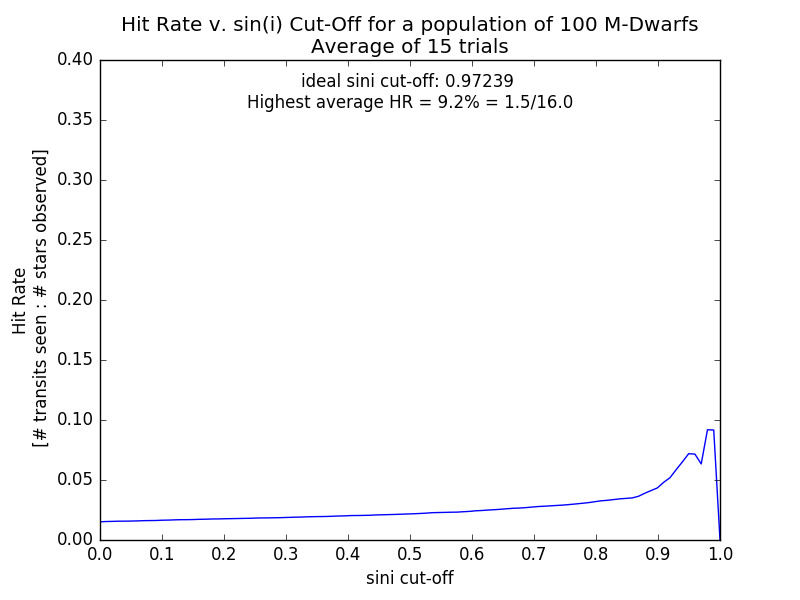 Hit Rate v. sin(i) Cut-Off for a population of 100 M-Dwarfs
Average of 15 trials
ideal sini cut-off: 0.97239
Highest average HR = 9.2% = 1.5/16.0
0.40
0.35
0.30
0.25
0.20
0.15
0.10
0.05
0.00
Hit Rate
[# transits seen : # stars observed]
0.0 0.1 0.2 0.3 0.4 0.5 0.6 0.7 0.8 0.9 1.0
sini cut-off